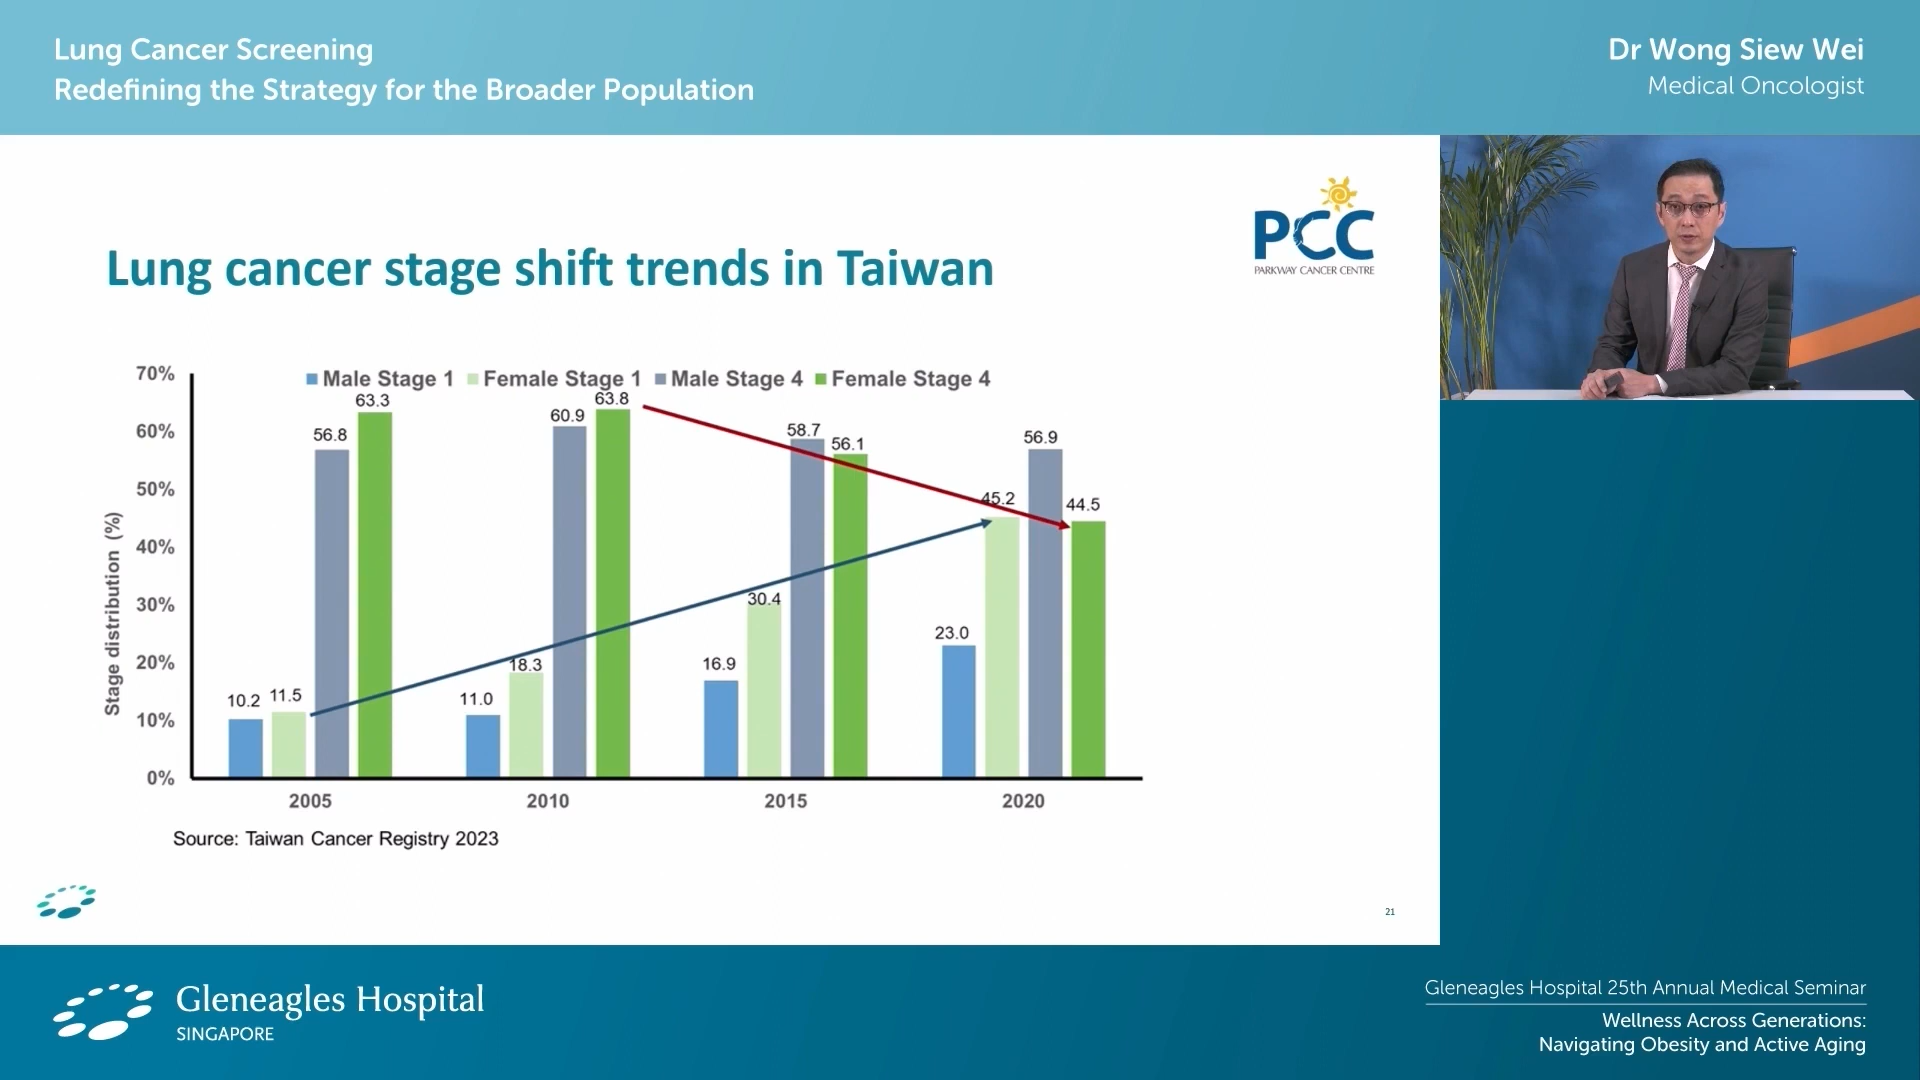 Lung Cancer Screening
Redefining the Strategy for the Broader Population
Dr Wong Siew Wei
Medical Oncologist
PCC
PARKWAY CANCER CENTRE
Lung cancer stage shift trends in Taiwan
Male Stage 1 Female Stage 1 Male Stage 4 Female Stage 4
Stage distribution (%)
70%
60%
50%
40%
30%
20%
10%
0%
10.2 11.5 56.8 63.3
11.0 18.3 60.9 63.8
16.9 30.4 58.7 56.1
23.0 45.2 56.9 44.5
2005 2010 2015 2020
Source: Taiwan Cancer Registry 2023
21
Gleneagles Hospital
SINGAPORE
Gleneagles Hospital 25th Annual Medical Seminar
Wellness Across Generations:
Navigating Obesity and Active Aging